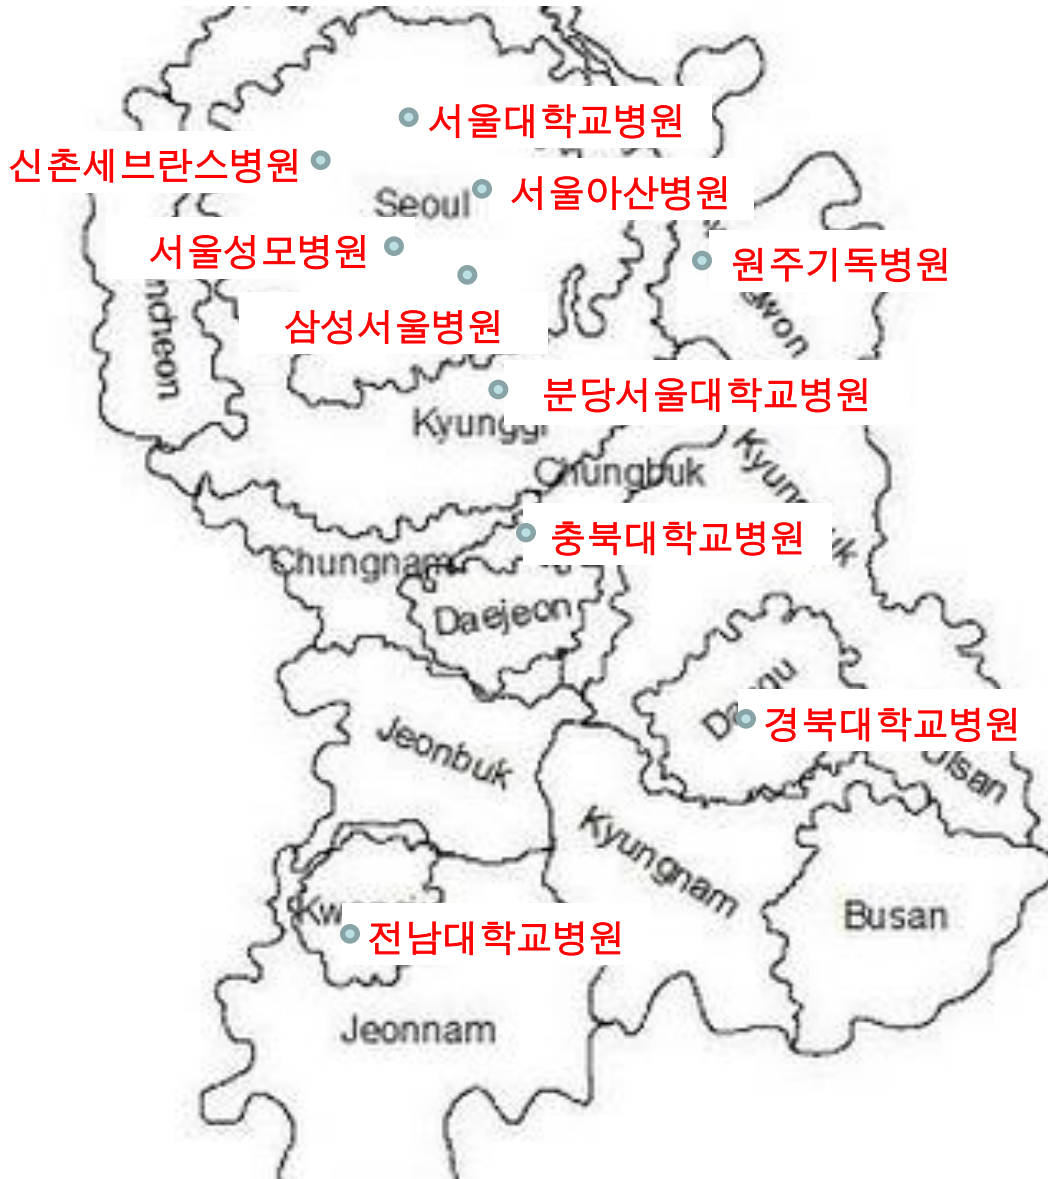 서울대학교병원
신촌세브란스병원
Seoul
서울아산병원
서울성모병원
원주기독병원
삼성서울병원
분당서울대학교병원
Kyunggi
Chungbuk
충북대학교병원
Chungnam
Daejeon
경북대학교병원
Jeonbuk
Ulsan
Kyungnam
Busan
전남대학교병원
Jeonnam